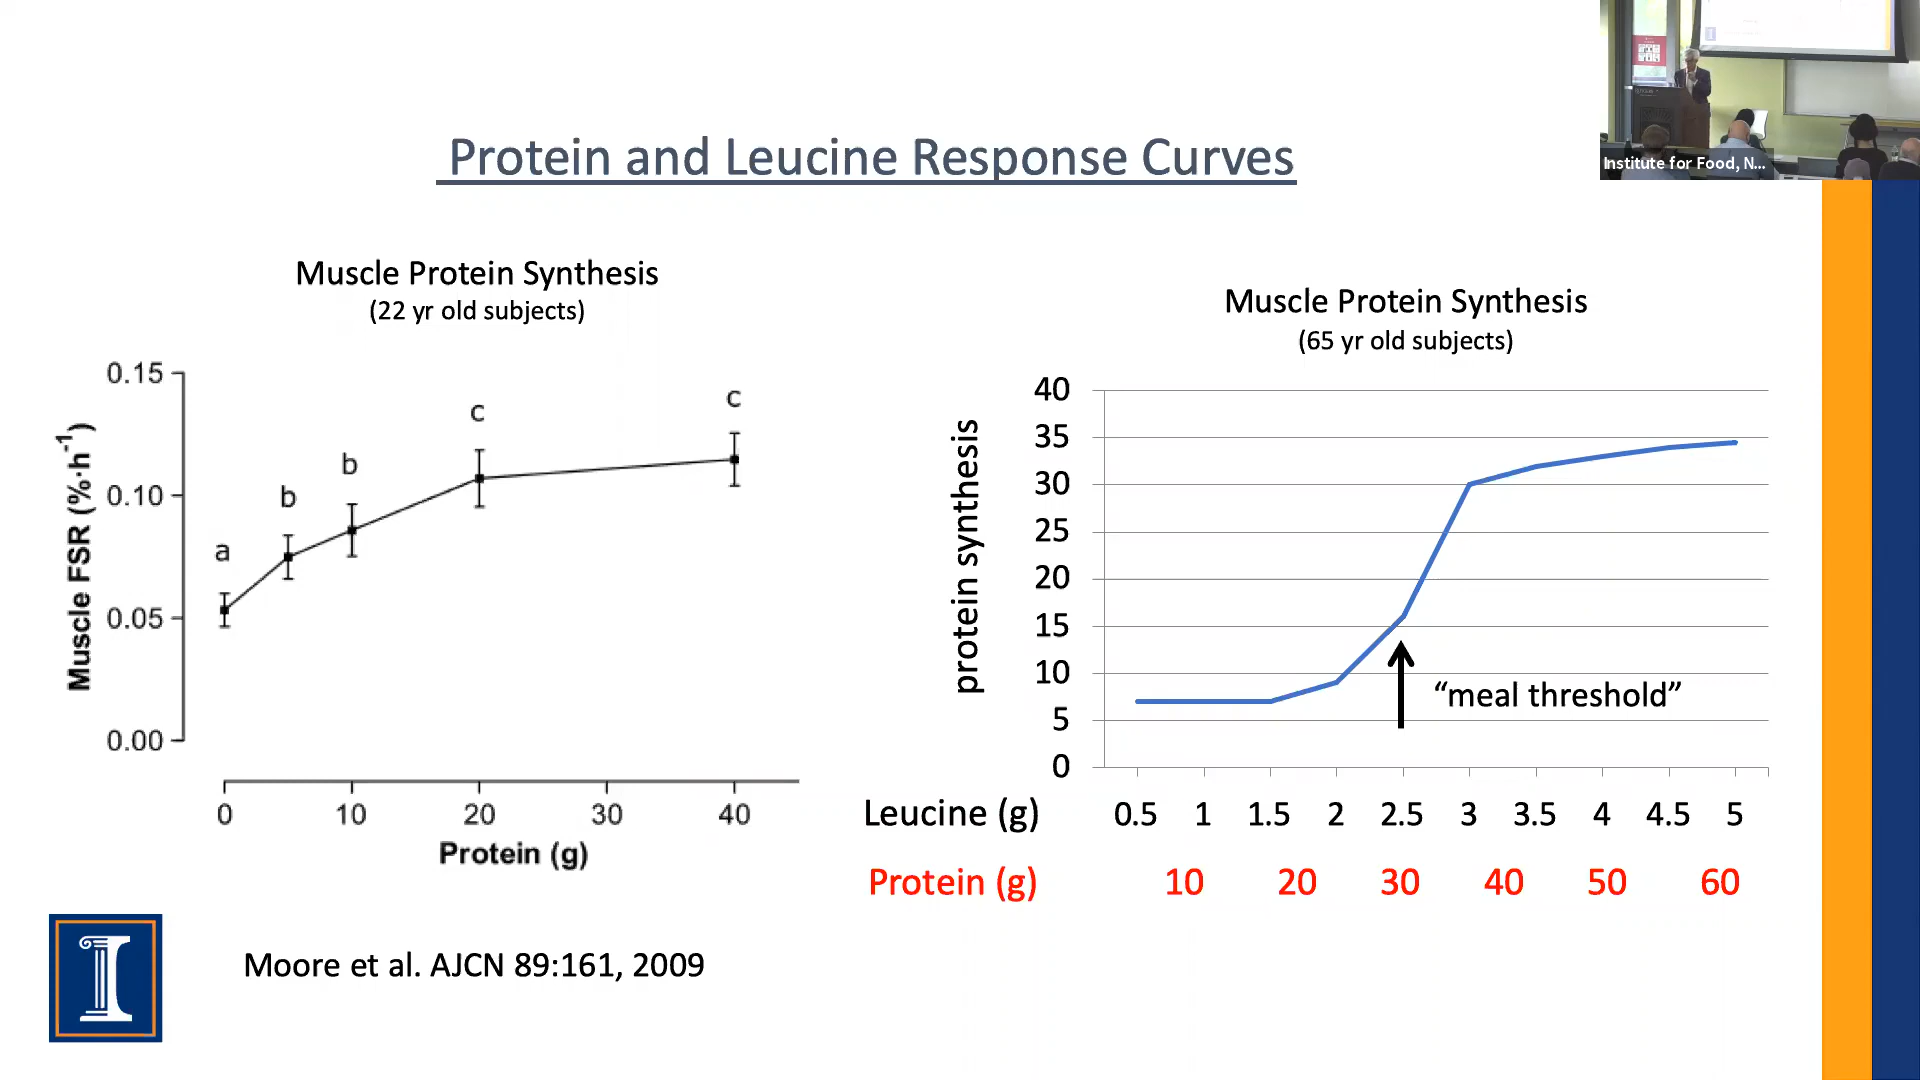 Protein and Leucine Response Curves
Institute for Food, N...
Muscle Protein Synthesis
(22 yr old subjects)
0.15
0.10
0.05
0.00
Muscle FSR (%·h⁻¹)
a
b
b
c
c
0 10 20 30 40
Protein (g)
Moore et al. AJCN 89:161, 2009
Muscle Protein Synthesis
(65 yr old subjects)
protein synthesis
40
35
30
25
20
15
10
5
0
“meal threshold”
Leucine (g) 0.5 1 1.5 2 2.5 3 3.5 4 4.5 5
Protein (g) 10 20 30 40 50 60
I